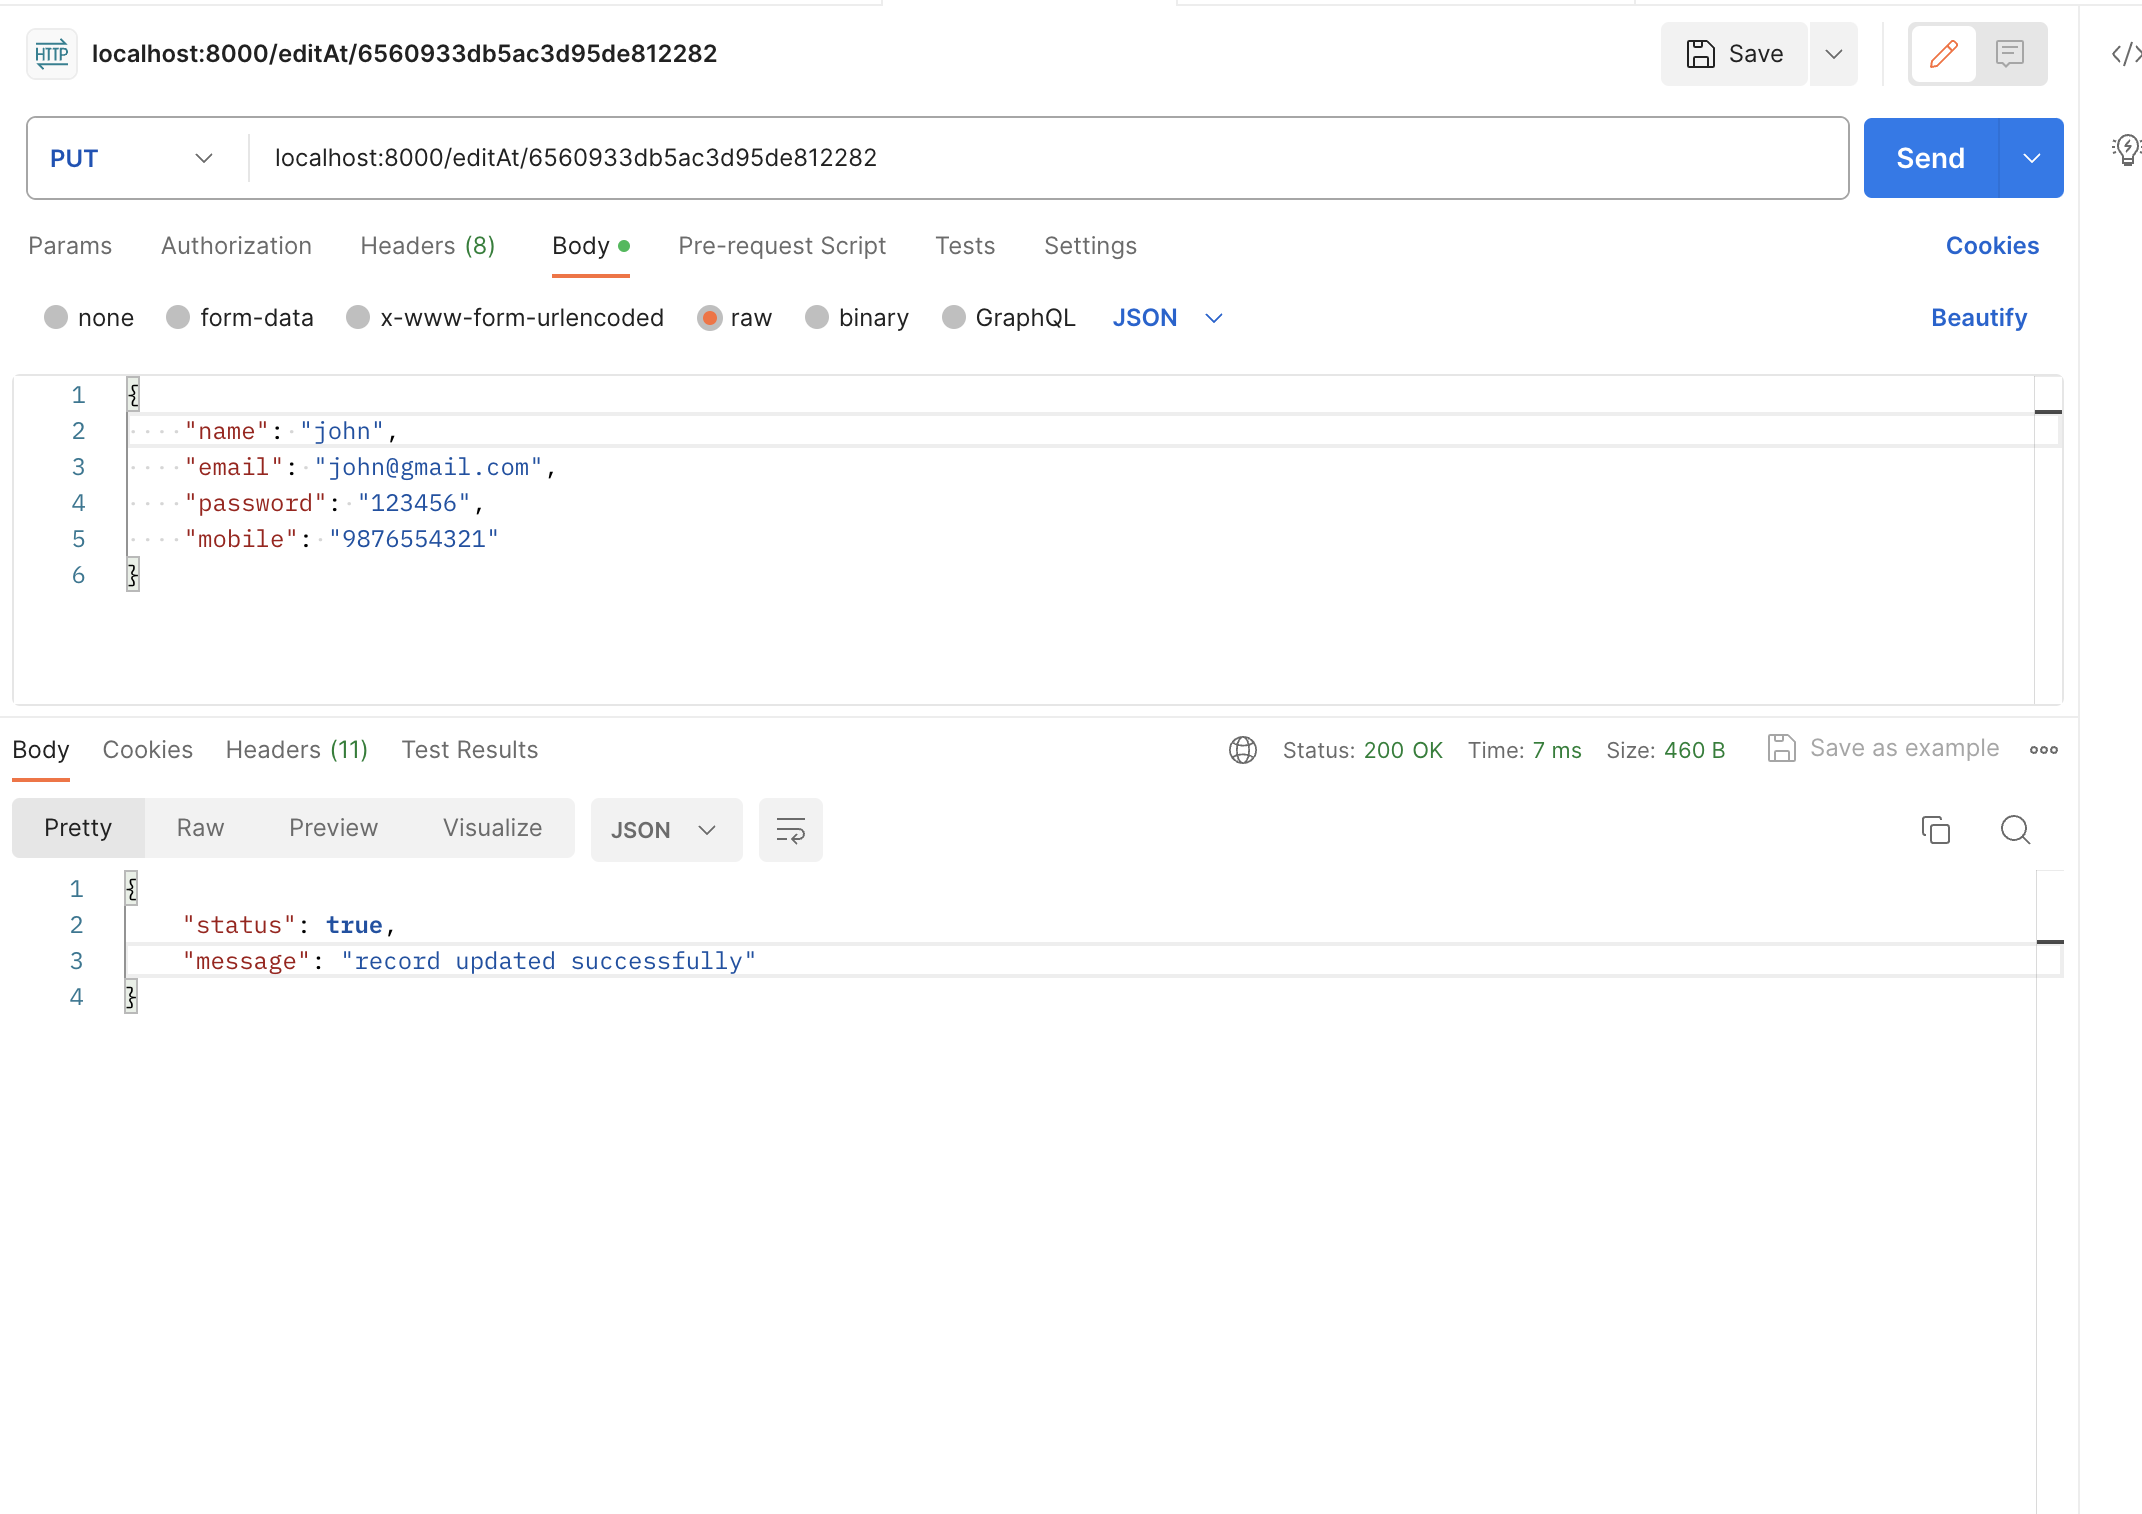 HTTP localhost:8000/editAt/6560933db5ac3d95de812282 Save
PUT localhost:8000/editAt/6560933db5ac3d95de812282 Send
Params Authorization Headers (8) Body Pre-request Script Tests Settings Cookies
none form-data x-www-form-urlencoded raw binary GraphQL JSON Beautify
1 {
2 ····"name":·"john",
3 ····"email":·"john@gmail.com",
4 ····"password":·"123456",
5 ····"mobile":·"9876554321"
6 }
Body Cookies Headers (11) Test Results Status: 200 OK Time: 7 ms Size: 460 B Save as example
Pretty Raw Preview Visualize JSON
1 {
2 "status": true,
3 "message": "record updated successfully"
4 }